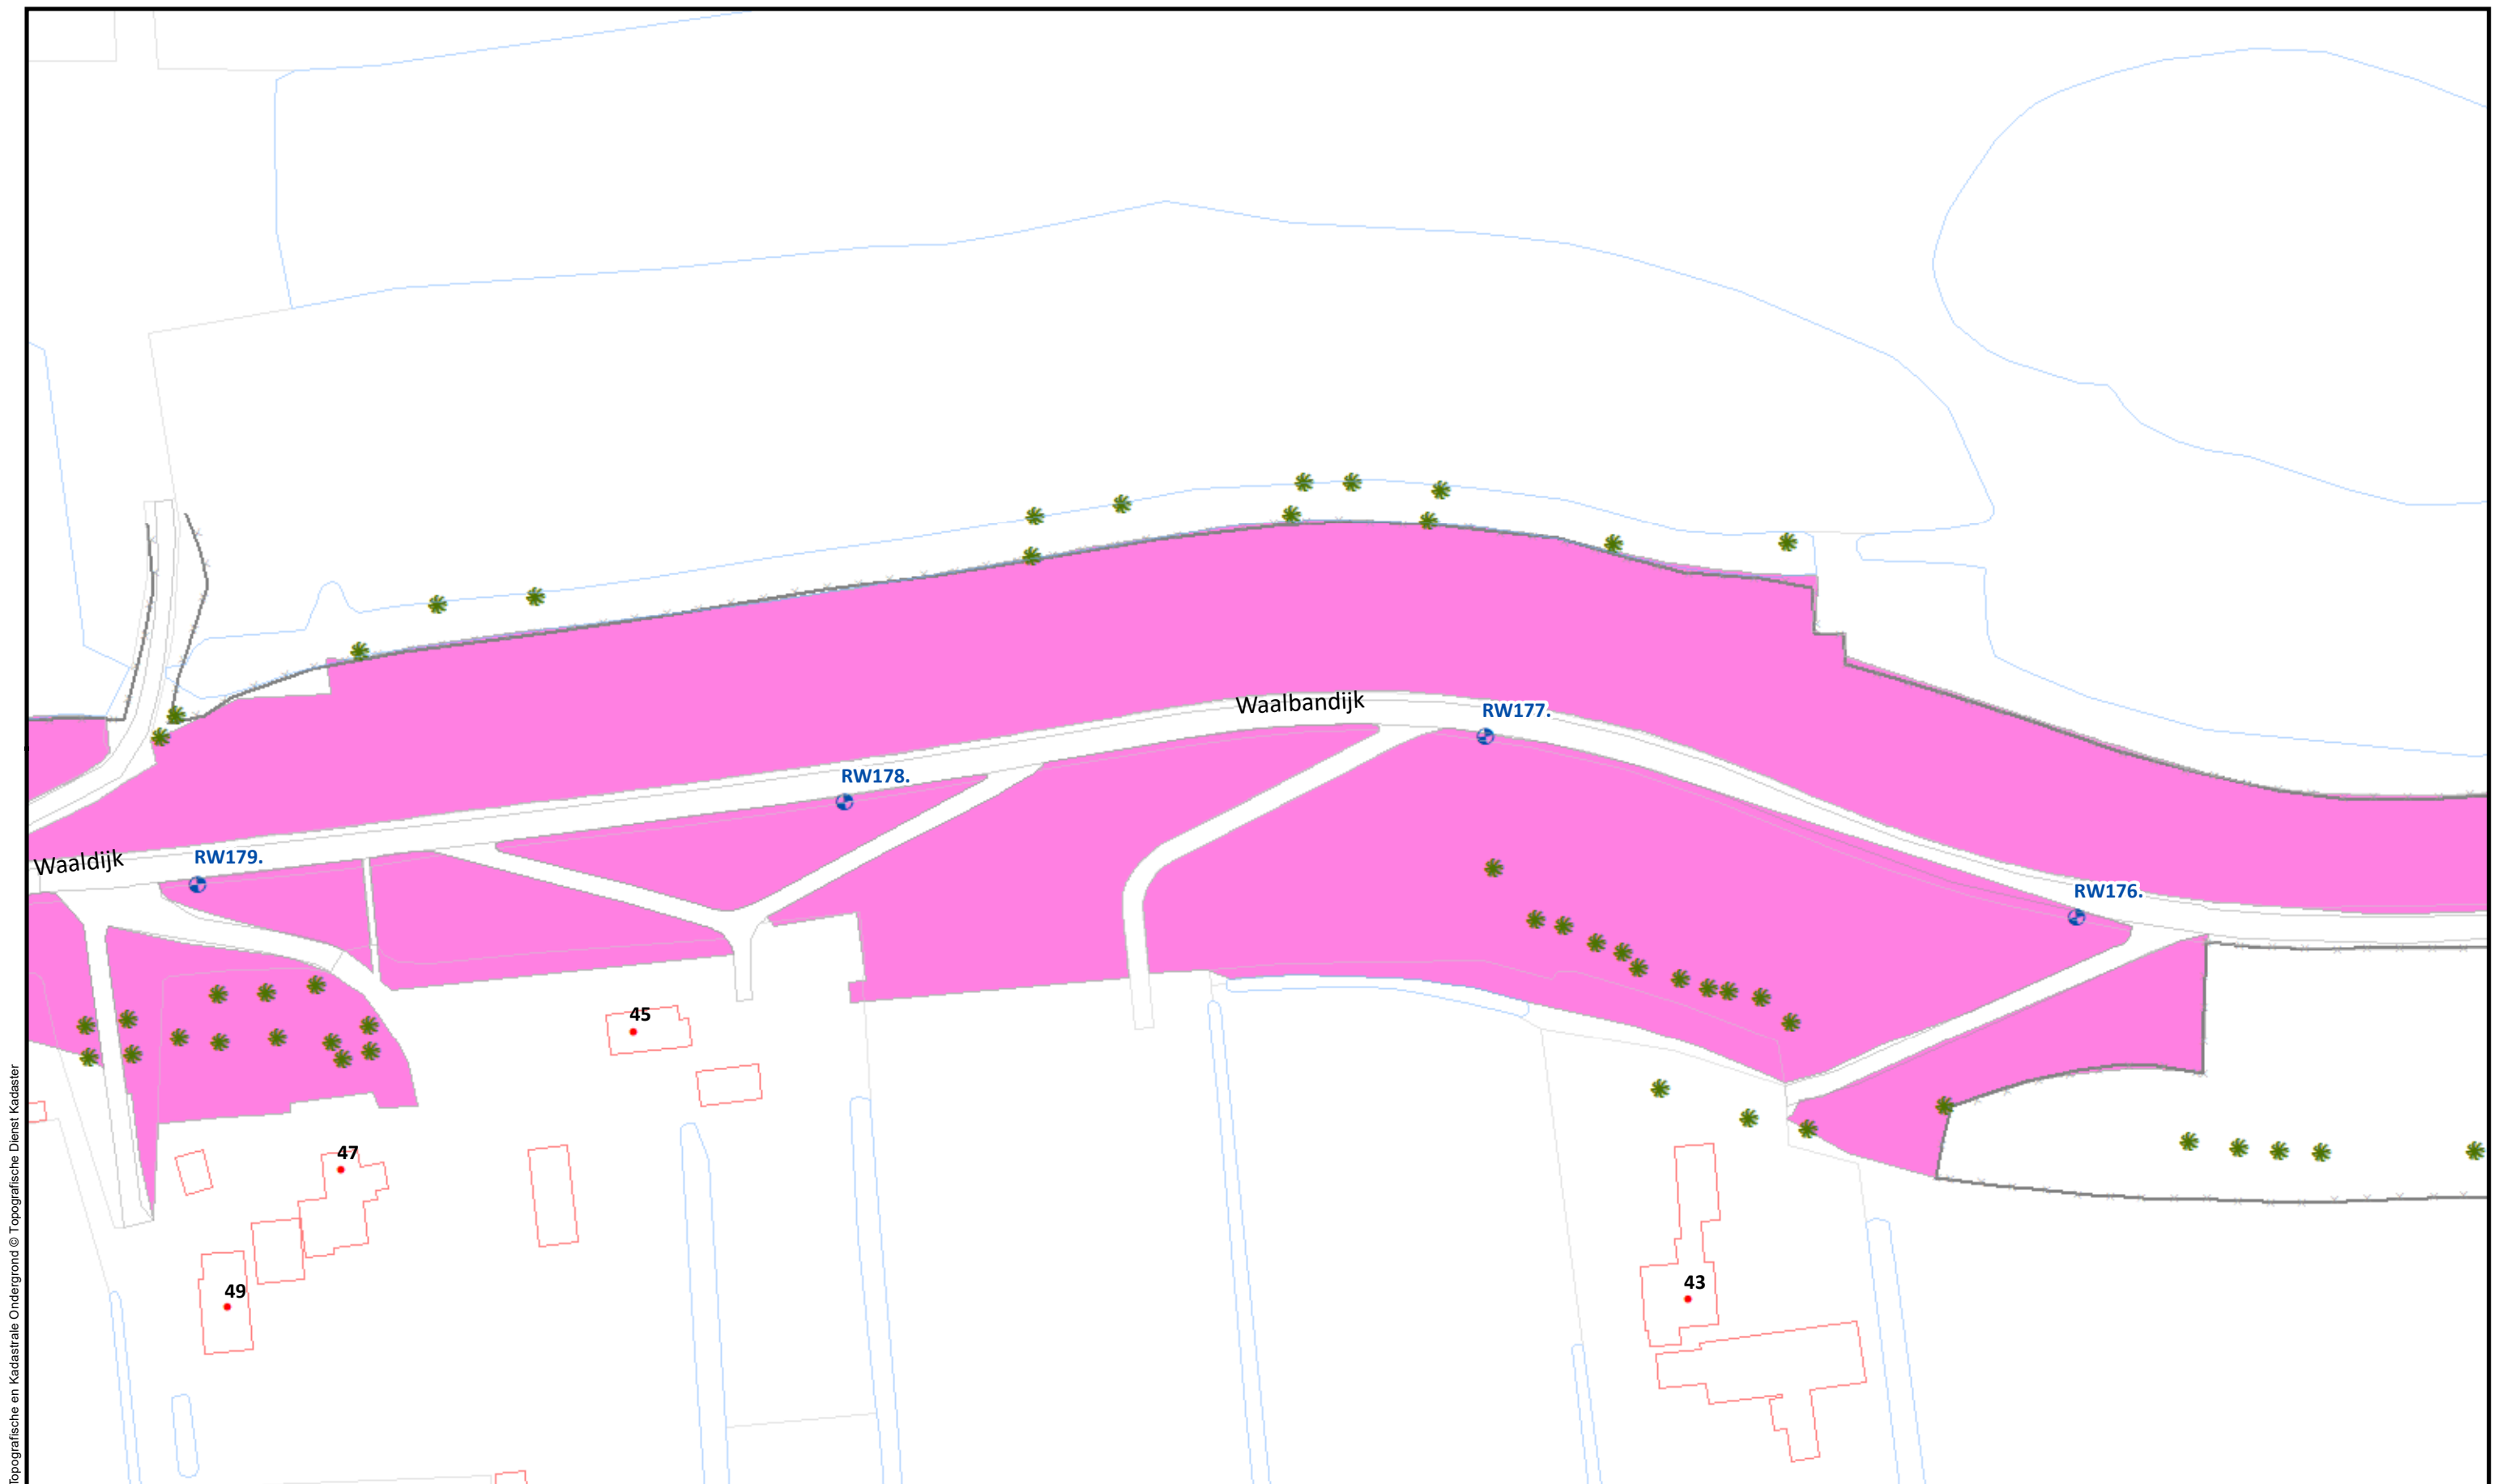 Waalbandijk
RW177.
RW178.
Waaldijk
RW179.
RW176.
45
47
49
43
Topografische en Kadastrale Ondergrond © Topografische Dienst Kadaster